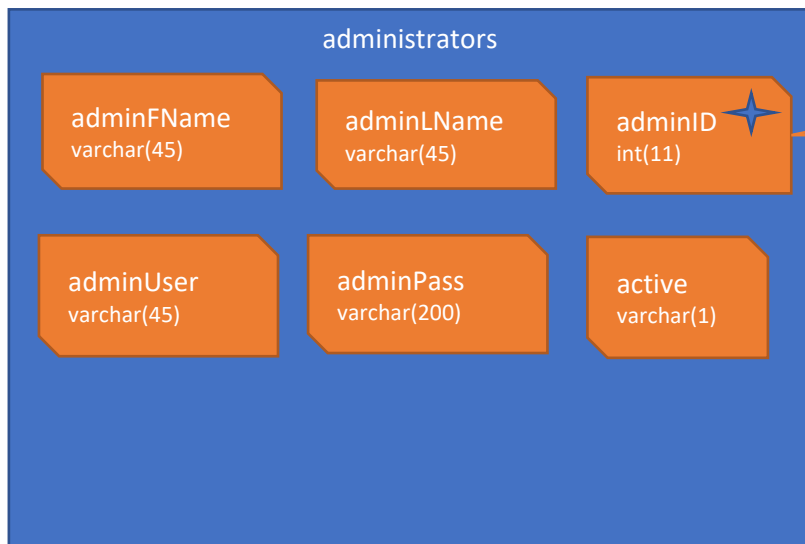 administrators
adminFName
varchar(45)
adminLName
varchar(45)
adminID
int(11)
adminUser
varchar(45)
adminPass
varchar(200)
active
varchar(1)